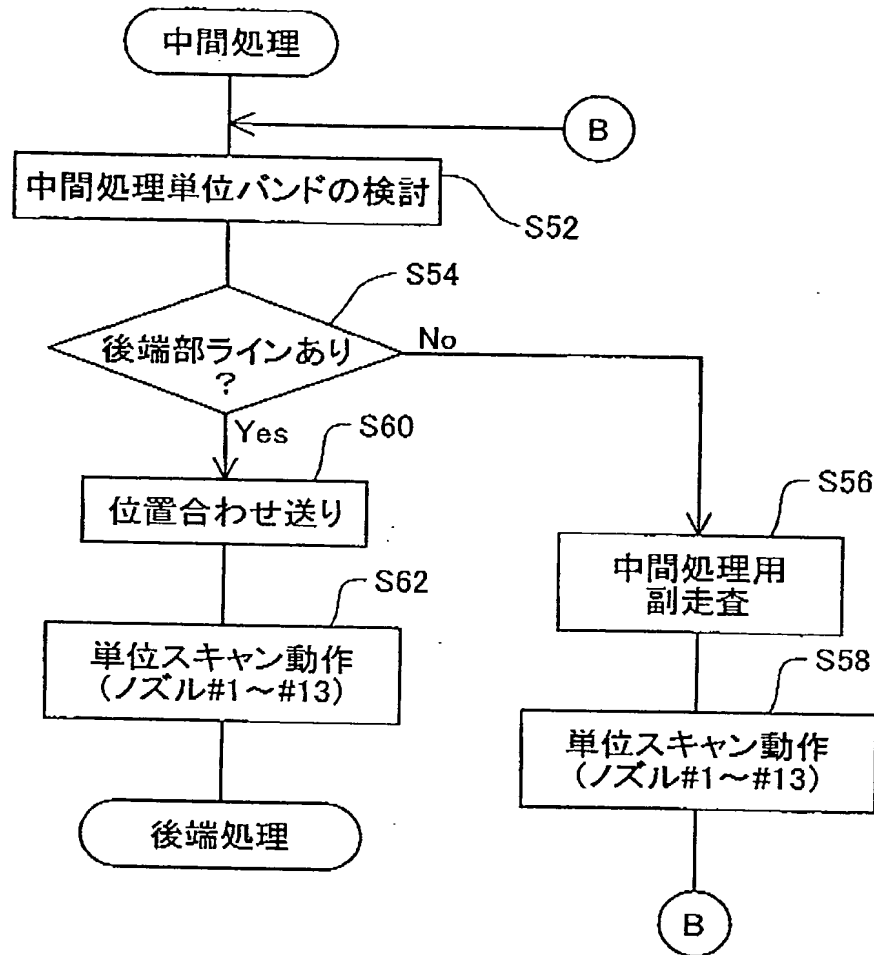 中間処理
B
中間処理単位バンドの検討
S52
S54
後端部ラインあり
?
No
Yes
S60
位置合わせ送り
S56
中間処理用
副走査
S62
単位スキャン動作
(ノズル#1～#13)
S58
単位スキャン動作
(ノズル#1～#13)
後端処理
B